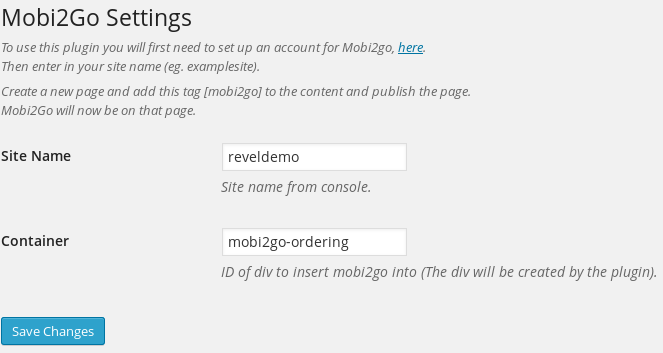 Mobi2Go Settings
To use this plugin you will first need to set up an account for Mobi2go, here.
Then enter in your site name (eg. examplesite).
Create a new page and add this tag [mobi2go] to the content and publish the page.
Mobi2Go will now be on that page.
Site Name
reveldemo
Site name from console.
Container
mobi2go-ordering
ID of div to insert mobi2go into (The div will be created by the plugin).
Save Changes